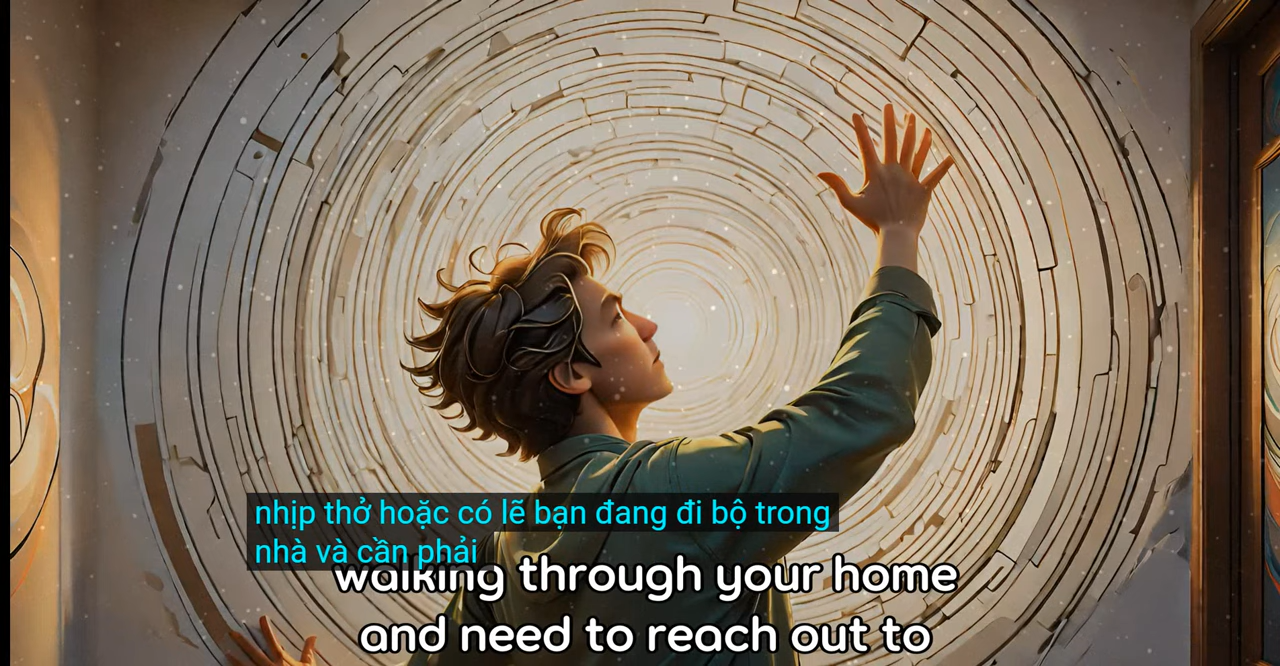 nhịp thở hoặc có lẽ bạn đang đi bộ trong
nhà và cần phải
walking through your home
and need to reach out to